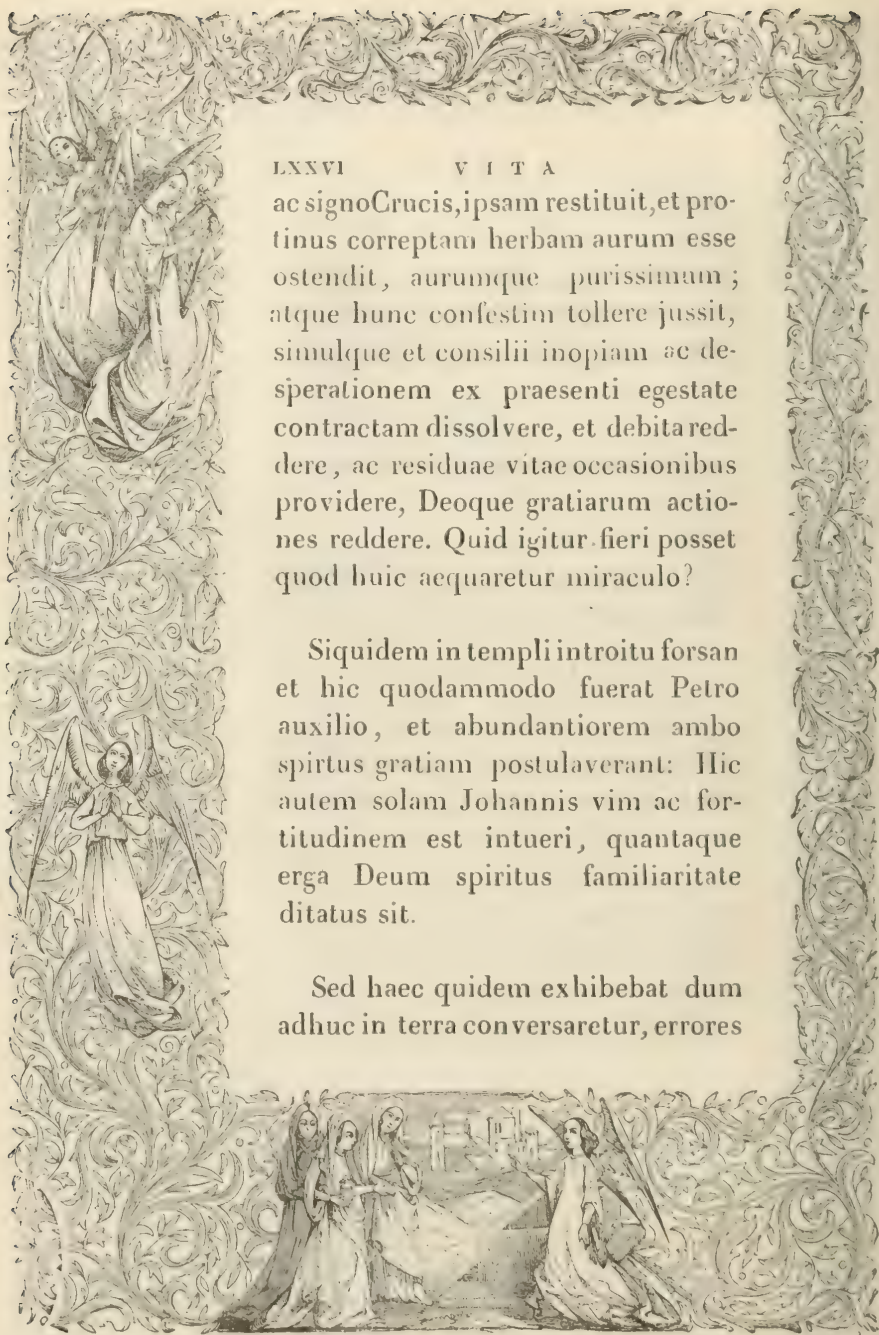 LXXVI VITA
ac signo Crucis, ipsam restituit, et pro-
tinus correptam herbam aurum esse
ostendit, aurumque purissimum ;
atque hunc confestim tollere jussit,
simulque et consilii inopiam ac de-
sperationem ex praesenti egestate
contractam dissolvere, et debita red-
dere, ac residuae vitae occasionibus
providere, Deoque gratiarum actio-
nes reddere. Quid igitur fieri posset
quod huic aequaretur miraculo?
Siquidem in templi introitu forsan
et hic quodammodo fuerat Petro
auxilio, et abundantiorem ambo
spirtus gratiam postulaverant: Hic
autem solam Johannis vim ac for-
titudinem est intueri, quantaque
erga Deum spiritus familiaritate
ditatus sit.
Sed haec quidem exhibebat dum
adhuc in terra conversaretur, errores